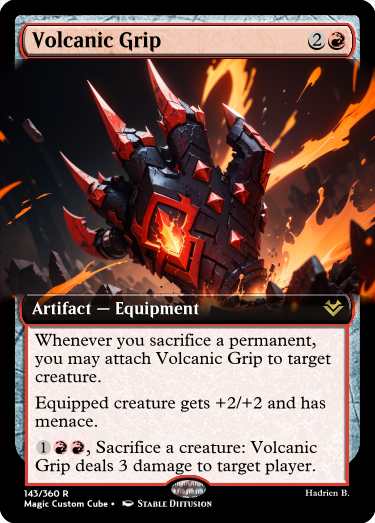 Volcanic Grip 2
Artifact — Equipment
Whenever you sacrifice a permanent,
you may attach Volcanic Grip to target
creature.
Equipped creature gets +2/+2 and has
menace.
1, Sacrifice a creature: Volcanic
Grip deals 3 damage to target player.
143/360 R Hadrien B.
Magic Custom Cube • Stable Diffusion